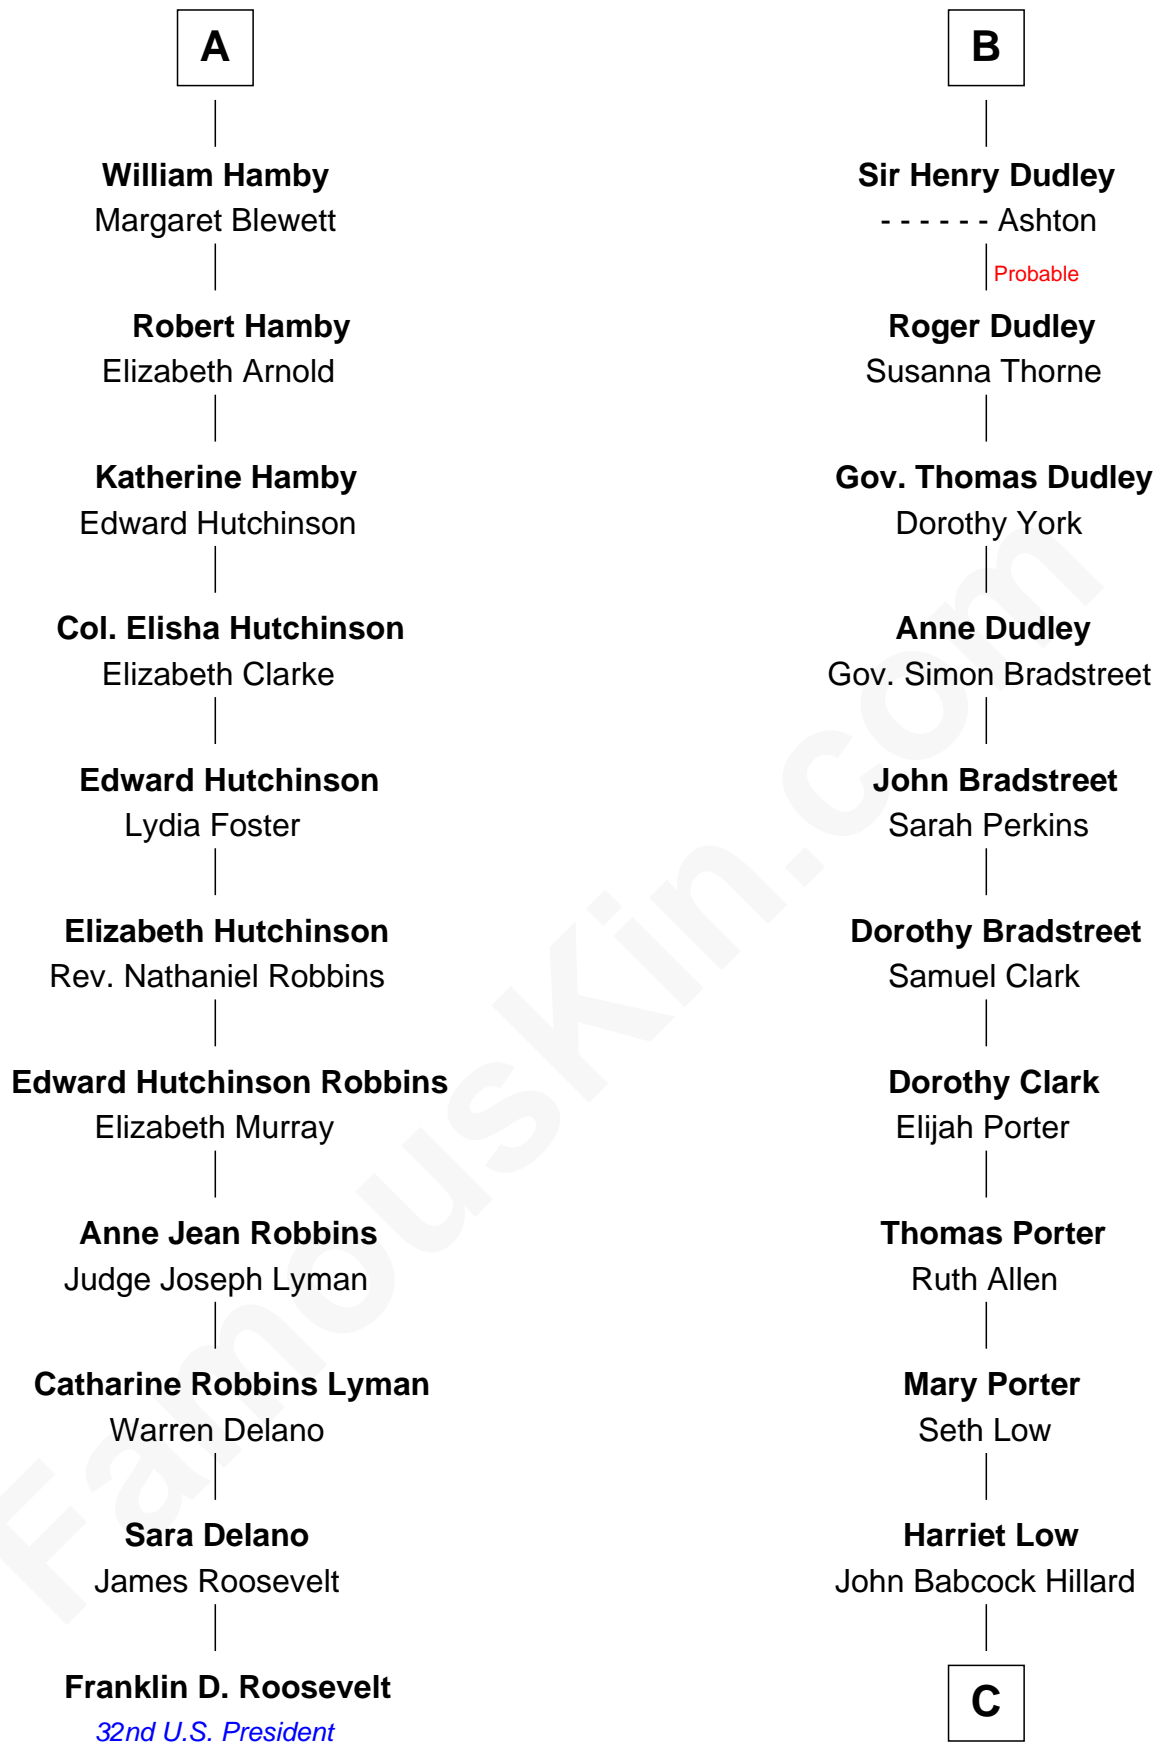 A
William Hamby
Margaret Blewett
Robert Hamby
Elizabeth Arnold
Katherine Hamby
Edward Hutchinson
Col. Elisha Hutchinson
Elizabeth Clarke
Edward Hutchinson
Lydia Foster
Elizabeth Hutchinson
Rev. Nathaniel Robbins
Edward Hutchinson Robbins
Elizabeth Murray
Anne Jean Robbins
Judge Joseph Lyman
Catharine Robbins Lyman
Warren Delano
Sara Delano
James Roosevelt
Franklin D. Roosevelt
32nd U.S. President
B
Sir Henry Dudley
- - - - - - Ashton
Probable
Roger Dudley
Susanna Thorne
Gov. Thomas Dudley
Dorothy York
Anne Dudley
Gov. Simon Bradstreet
John Bradstreet
Sarah Perkins
Dorothy Bradstreet
Samuel Clark
Dorothy Clark
Elijah Porter
Thomas Porter
Ruth Allen
Mary Porter
Seth Low
Harriet Low
John Babcock Hillard
C
FamousKin.com